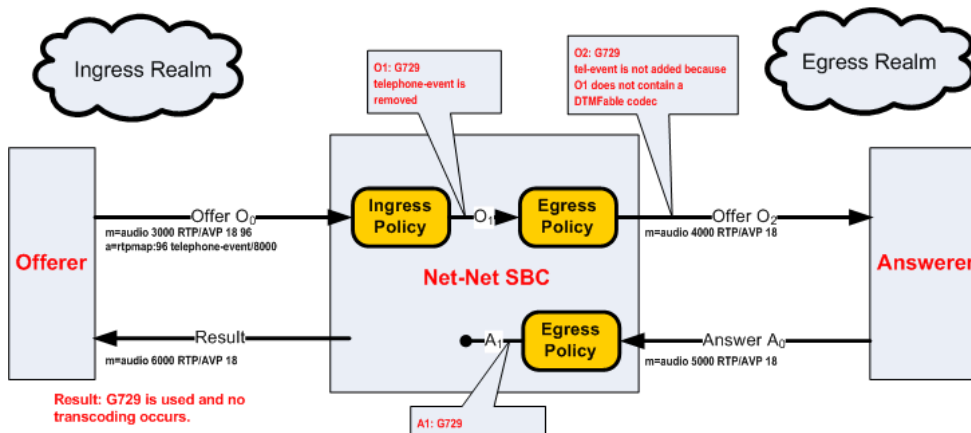 Ingress Realm
Egress Realm
O1: G729
telephone-event is
removed
O2: G729
tel-event is not added because
O1 does not contain a
DTMFable codec
Offerer
Offer O0
m=audio 3000 RTP/AVP 18 96
a=rtpmap:96 telephone-event/8000
Ingress
Policy
O1
Egress
Policy
Offer O2
m=audio 4000 RTP/AVP 18
Answerer
Net-Net SBC
Result
m=audio 6000 RTP/AVP 18
A1
Egress
Policy
Answer A0
m=audio 5000 RTP/AVP 18
Result: G729 is used and no
transcoding occurs.
A1: G729